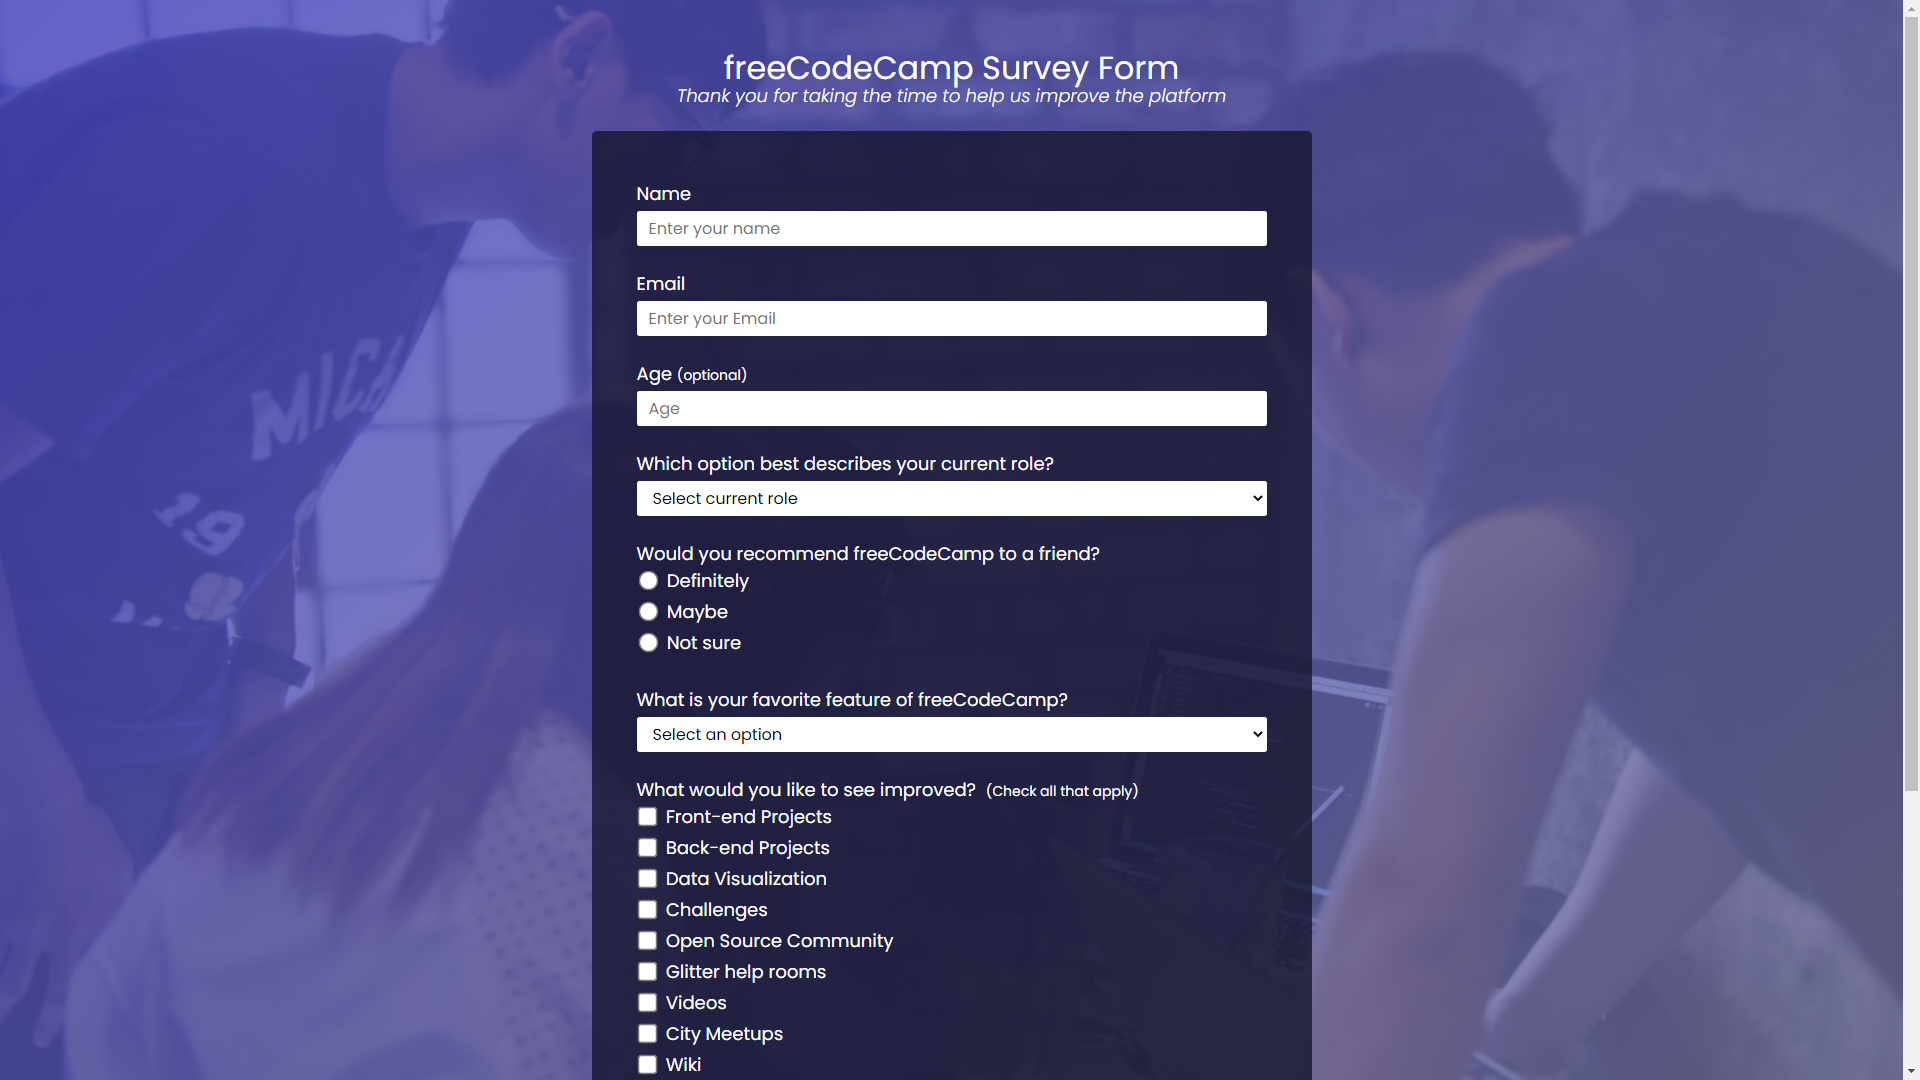 freeCodeCamp Survey Form
Thank you for taking the time to help us improve the platform
Name
Enter your name
Email
Enter your Email
Age (optional)
Age
Which option best describes your current role?
Select current role
Would you recommend freeCodeCamp to a friend?
Definitely
Maybe
Not sure
What is your favorite feature of freeCodeCamp?
Select an option
What would you like to see improved? (Check all that apply)
Front-end Projects
Back-end Projects
Data Visualization
Challenges
Open Source Community
Glitter help rooms
Videos
City Meetups
Wiki
MICH
19